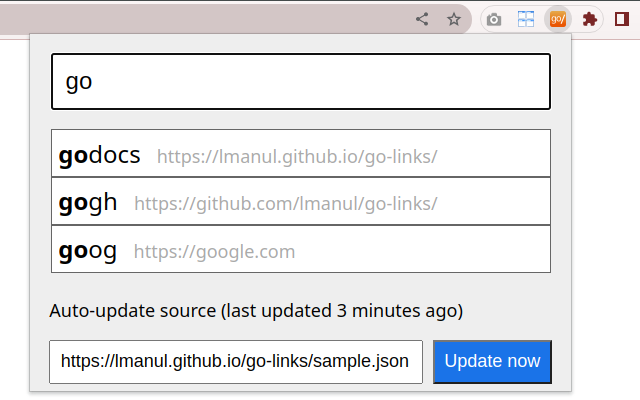 go/
go
godocs https://lmanul.github.io/go-links/
gogh https://github.com/lmanul/go-links/
goog https://google.com
Auto-update source (last updated 3 minutes ago)
https://lmanul.github.io/go-links/sample.json Update now